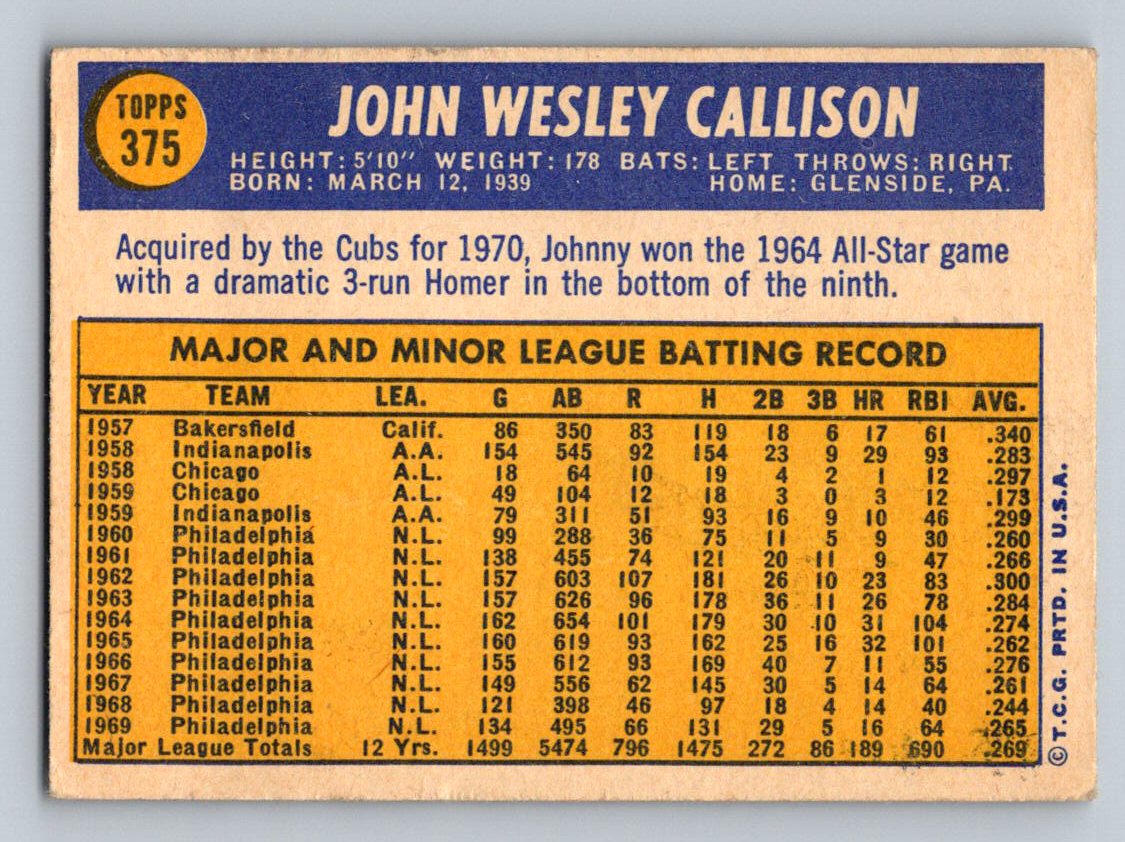 TOPPS
375
JOHN WESLEY CALLISON
HEIGHT: 5'10" WEIGHT: 178 BATS: LEFT THROWS: RIGHT
BORN: MARCH 12, 1939 HOME: GLENSIDE, PA.
Acquired by the Cubs for 1970, Johnny won the 1964 All-Star game
with a dramatic 3-run Homer in the bottom of the ninth.
MAJOR AND MINOR LEAGUE BATTING RECORD
YEAR TEAM LEA. G AB R H 2B 3B HR RBI AVG.
1957 Bakersfield Calif. 86 350 83 119 18 6 17 61 .340
1958 Indianapolis A.A. 154 545 92 154 23 9 29 93 .283
1958 Chicago A.L. 18 64 10 19 4 2 1 12 .297
1959 Chicago A.L. 49 104 12 18 3 0 3 12 .173
1959 Indianapolis A.A. 79 311 51 93 16 9 10 46 .299
1960 Philadelphia N.L. 99 288 36 75 11 5 9 30 .260
1961 Philadelphia N.L. 138 455 74 121 20 11 9 47 .266
1962 Philadelphia N.L. 157 603 107 181 26 10 23 83 .300
1963 Philadelphia N.L. 157 626 96 178 36 11 26 78 .284
1964 Philadelphia N.L. 162 654 101 179 30 10 31 104 .274
1965 Philadelphia N.L. 160 619 93 162 25 16 32 101 .262
1966 Philadelphia N.L. 155 612 93 169 40 7 11 55 .276
1967 Philadelphia N.L. 149 556 62 145 30 5 14 64 .261
1968 Philadelphia N.L. 121 398 46 97 18 4 14 40 .244
1969 Philadelphia N.L. 134 495 66 131 29 5 16 64 .265
Major League Totals 12 Yrs. 1499 5474 796 1475 272 86 189 690 .269
© T.C.G. PRTD. IN U.S.A.